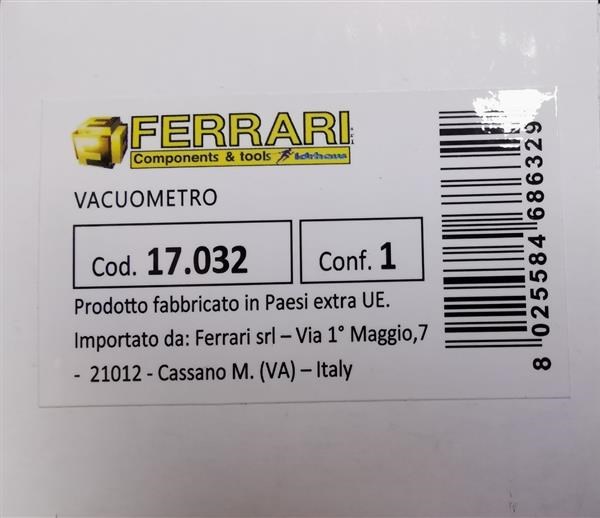 FERRARI s.r.l.
Components & tools
VACUOMETRO
Cod. 17.032
Conf. 1
Prodotto fabbricato in Paesi extra UE.
Importato da: Ferrari srl – Via 1° Maggio,7
- 21012 - Cassano M. (VA) – Italy
8 025584 686329